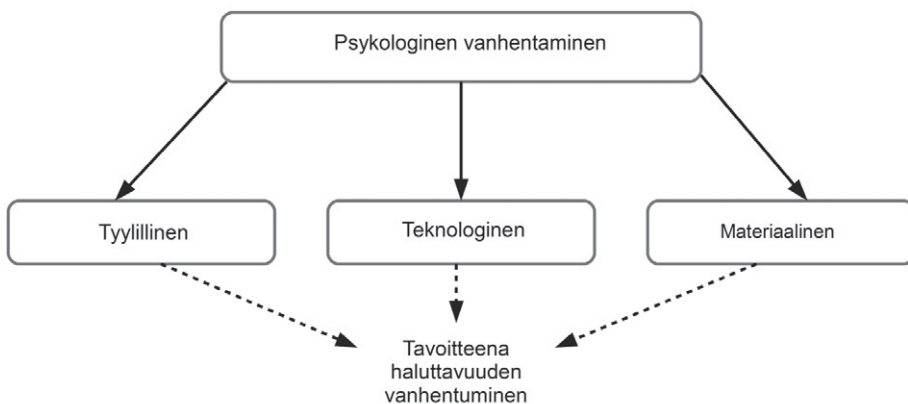 Psykologinen vanhentaminen
Tyylillinen
Teknologinen
Materiaalinen
Tavoitteena
haluttavuuden
vanhentuminen